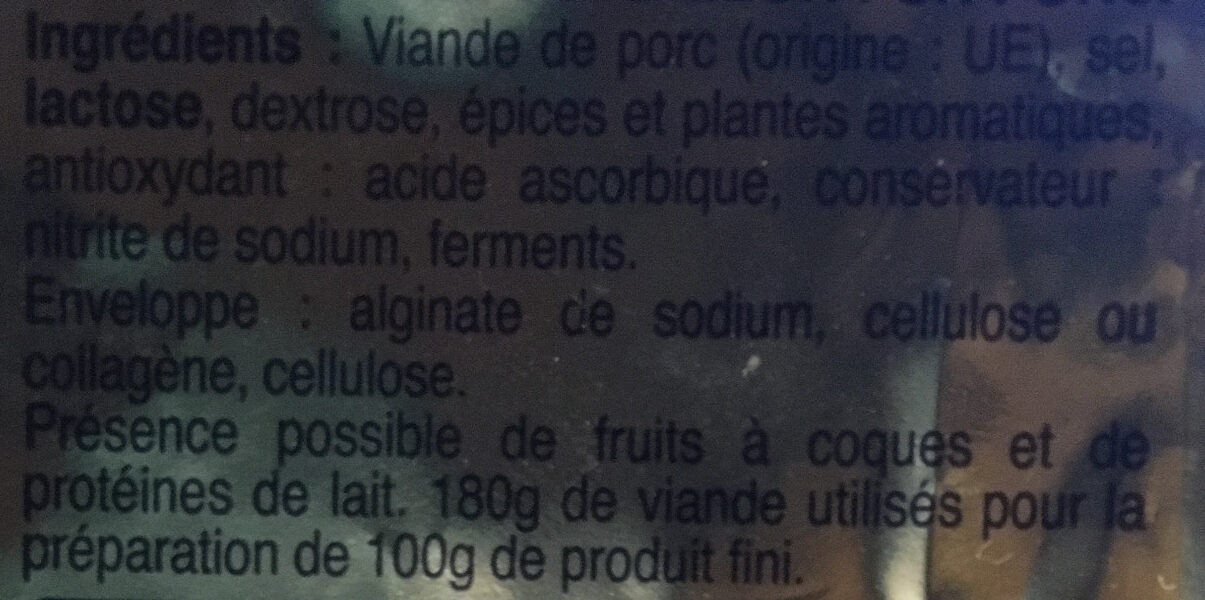 Ingrédients : Viande de porc (origine : UE), sel,
lactose, dextrose, épices et plantes aromatiques,
antioxydant : acide ascorbique, conservateur :
nitrite de sodium, ferments.
Enveloppe : alginate de sodium, cellulose ou
collagène, cellulose.
Présence possible de fruits à coques et de
protéines de lait. 180g de viande utilisés pour la
préparation de 100g de produit fini.